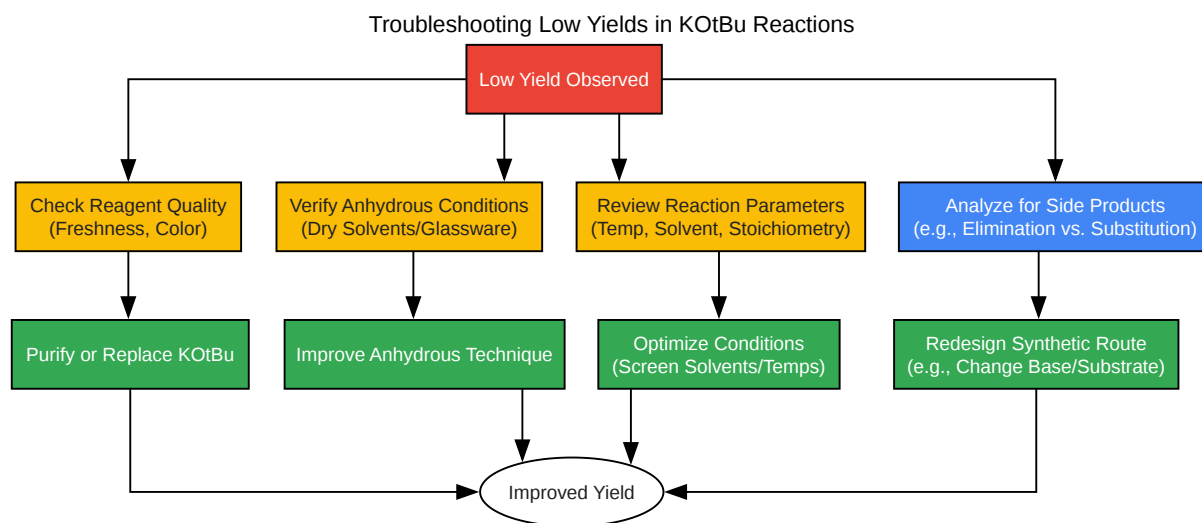 Troubleshooting Low Yields in KOtBu Reactions
Low Yield Observed
Check Reagent Quality
(Freshness, Color)
Verify Anhydrous Conditions
(Dry Solvents/Glassware)
Review Reaction Parameters
(Temp, Solvent, Stoichiometry)
Analyze for Side Products
(e.g., Elimination vs. Substitution)
Purify or Replace KOtBu
Improve Anhydrous Technique
Optimize Conditions
(Screen Solvents/Temps)
Redesign Synthetic Route
(e.g., Change Base/Substrate)
Improved Yield